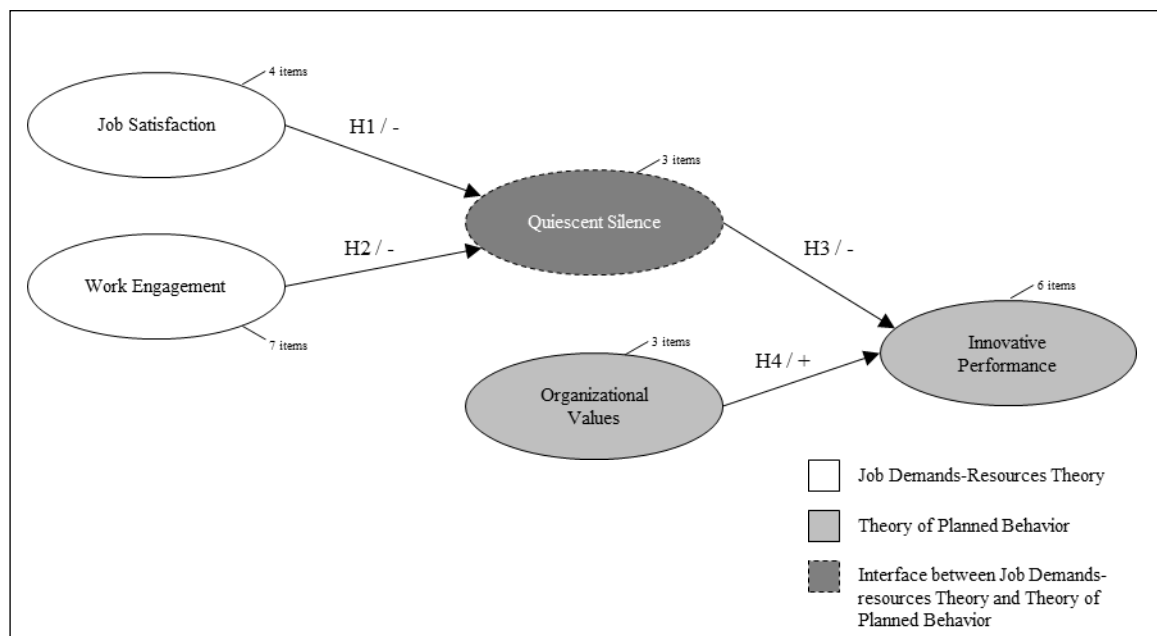 4 items
Job Satisfaction
H1 / -
3 items
Quiescent Silence
H2 / -
Work Engagement
7 items
H3 / -
6 items
Innovative
Performance
3 items
H4 / +
Organizational
Values
Job Demands-Resources Theory
Theory of Planned Behavior
Interface between Job Demands-
resources Theory and Theory of
Planned Behavior